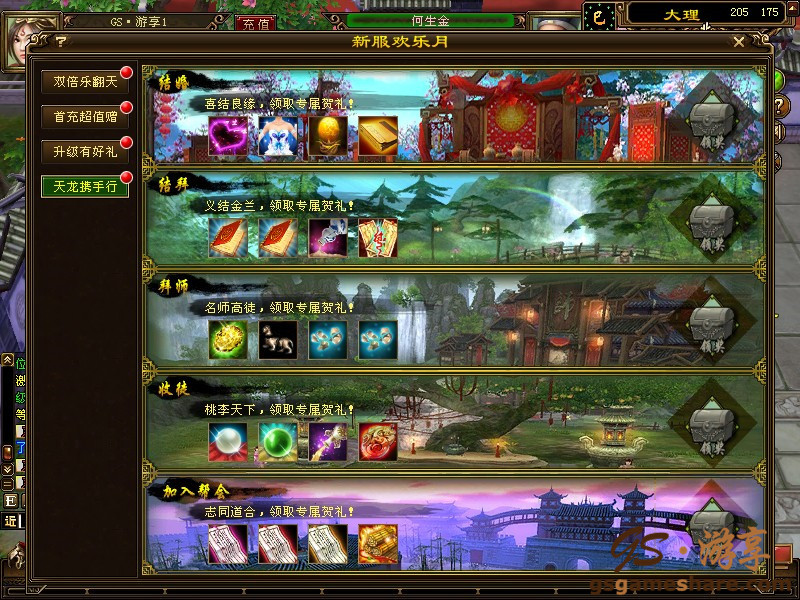 GS·游享1
充值
何生金
大理
205 175
?
新服欢乐月
双倍乐翻天
首充超值赠
升级有好礼
天龙携手行
结婚
喜结良缘，领取专属贺礼！
领奖
结拜
义结金兰，领取专属贺礼！
领奖
拜师
名师高徒，领取专属贺礼！
领奖
收徒
桃李天下，领取专属贺礼！
领奖
加入帮会
志同道合，领取专属贺礼！
近
GS·游享
gsgameshare.com